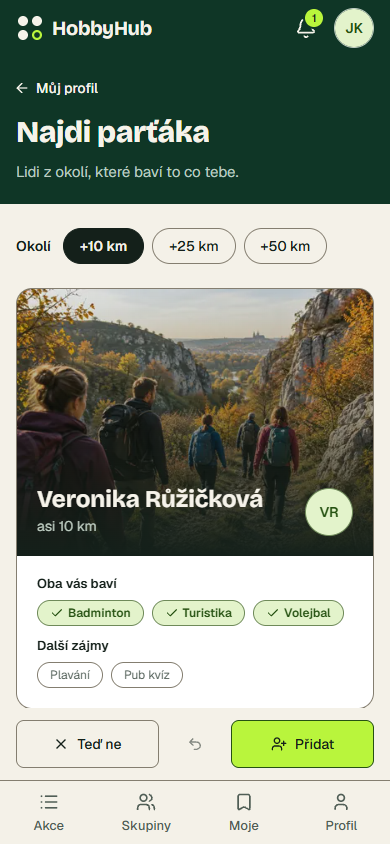 HobbyHub
1
JK
Můj profil
Najdi parťáka
Lidi z okolí, které baví to co tebe.
Okolí
+10 km
+25 km
+50 km
Veronika Růžičková
asi 10 km
VR
Oba vás baví
Badminton
Turistika
Volejbal
Další zájmy
Plavání
Pub kvíz
Teď ne
Přidat
Akce
Skupiny
Moje
Profil